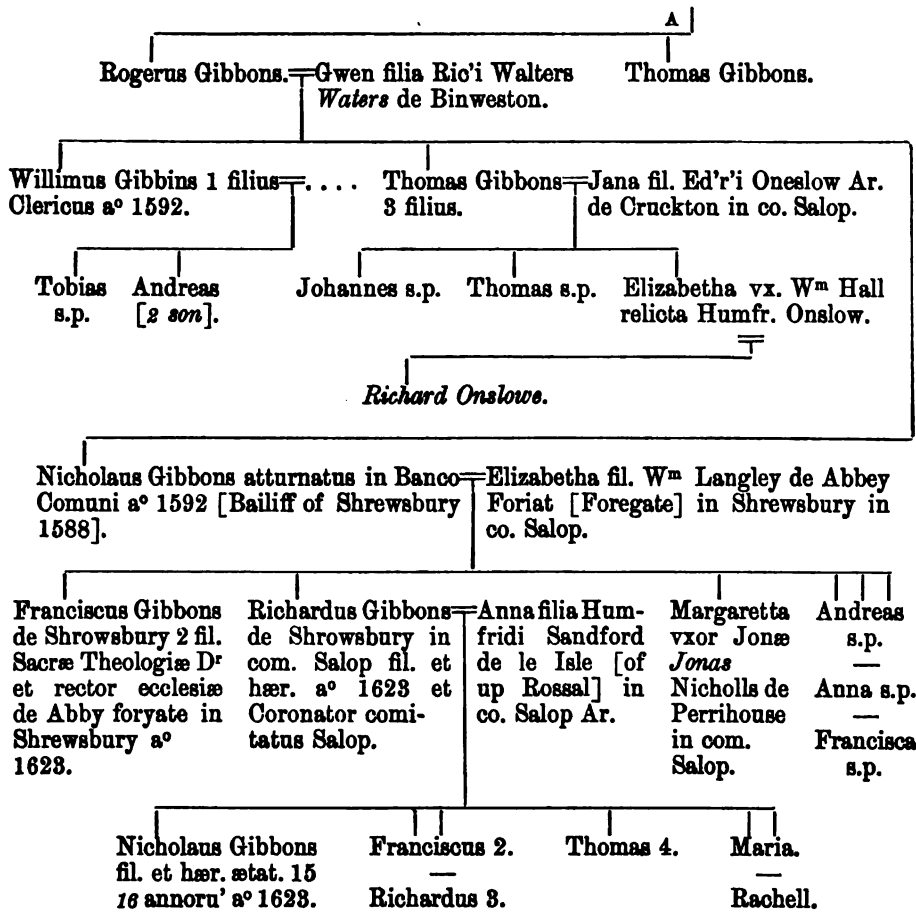 A
Rogerus Gibbons.=Gwen filia Ric'i Walters
Waters de Binweston.
Thomas Gibbons.
Willimus Gibbins 1 filius=....
Clericus aº 1592.
Thomas Gibbons=Jana fil. Ed'r'i Oneslow Ar.
3 filius.
de Cruckton in co. Salop.
Tobias
s.p.
Andreas
[2 son].
Johannes s.p.
Thomas s.p.
Elizabetha vx. Wᵐ Hall
relicta Humfr. Onslow.
=
Richard Onslowe.
Nicholaus Gibbons atturnatus in Banco=Elizabetha fil. Wᵐ Langley de Abbey
Comuni aº 1592 [Bailiff of Shrewsbury
1588].
Foriat [Foregate] in Shrewsbury in
co. Salop.
Franciscus Gibbons
de Shrowsbury 2 fil.
Sacræ Theologiæ Dʳ
et rector ecclesiæ
de Abby foryate in
Shrewsbury aº
1623.
Richardus Gibbons=Anna filia Hum-
de Shrowsbury in
com. Salop fil. et
hær. aº 1623 et
Coronator comi-
tatus Salop.
fridi Sandford
de le Isle [of
up Rossal] in
co. Salop Ar.
Margaretta
vxor Jonæ
Jonas
Nicholls de
Perrihouse
in com.
Salop.
Andreas
s.p.
—
Anna s.p.
—
Francisca
s.p.
Nicholaus Gibbons
fil. et hær. ætat. 15
16 annoru' aº 1623.
Franciscus 2.
—
Richardus 3.
Thomas 4.
Maria.
—
Rachell.